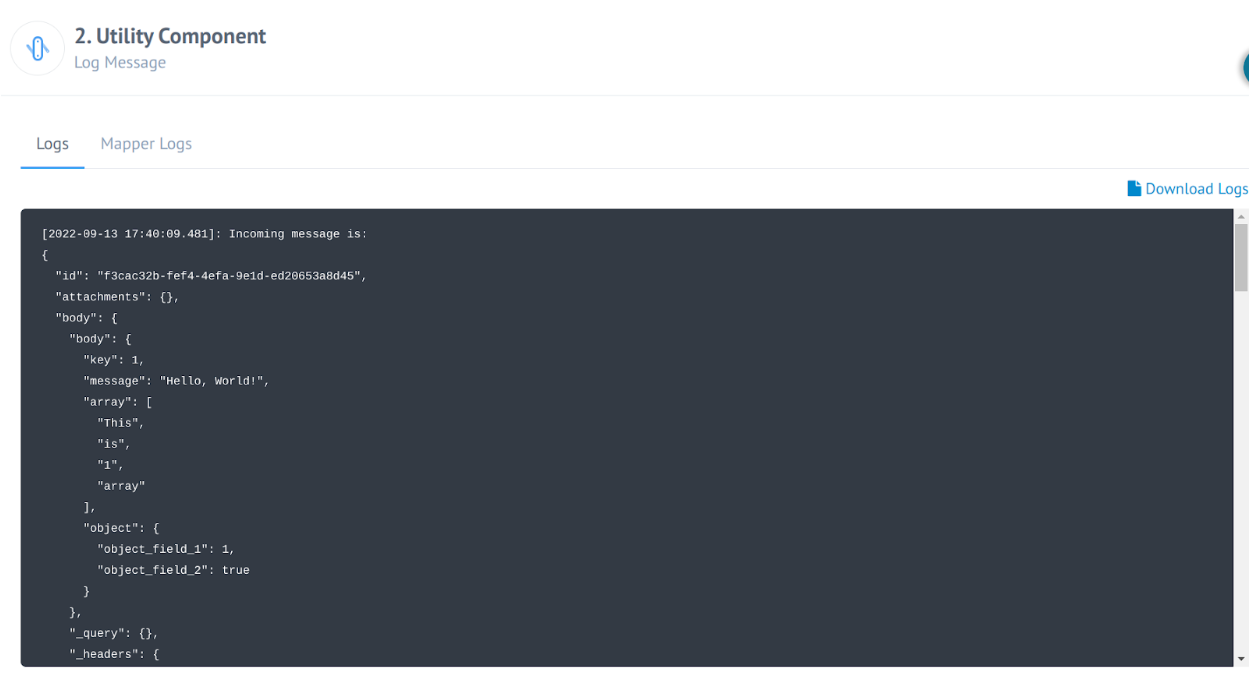 2. Utility Component
Log Message
Logs
Mapper Logs
Download Logs
[2022-09-13 17:40:09.481]: Incoming message is:
{
  "id": "f3cac32b-fef4-4efa-9e1d-ed20653a8d45",
  "attachments": {},
  "body": {
    "body": {
      "key": 1,
      "message": "Hello, World!",
      "array": [
        "This",
        "is",
        "1",
        "array"
      ],
      "object": {
        "object_field_1": 1,
        "object_field_2": true
      }
    },
    "_query": {},
    "_headers": {